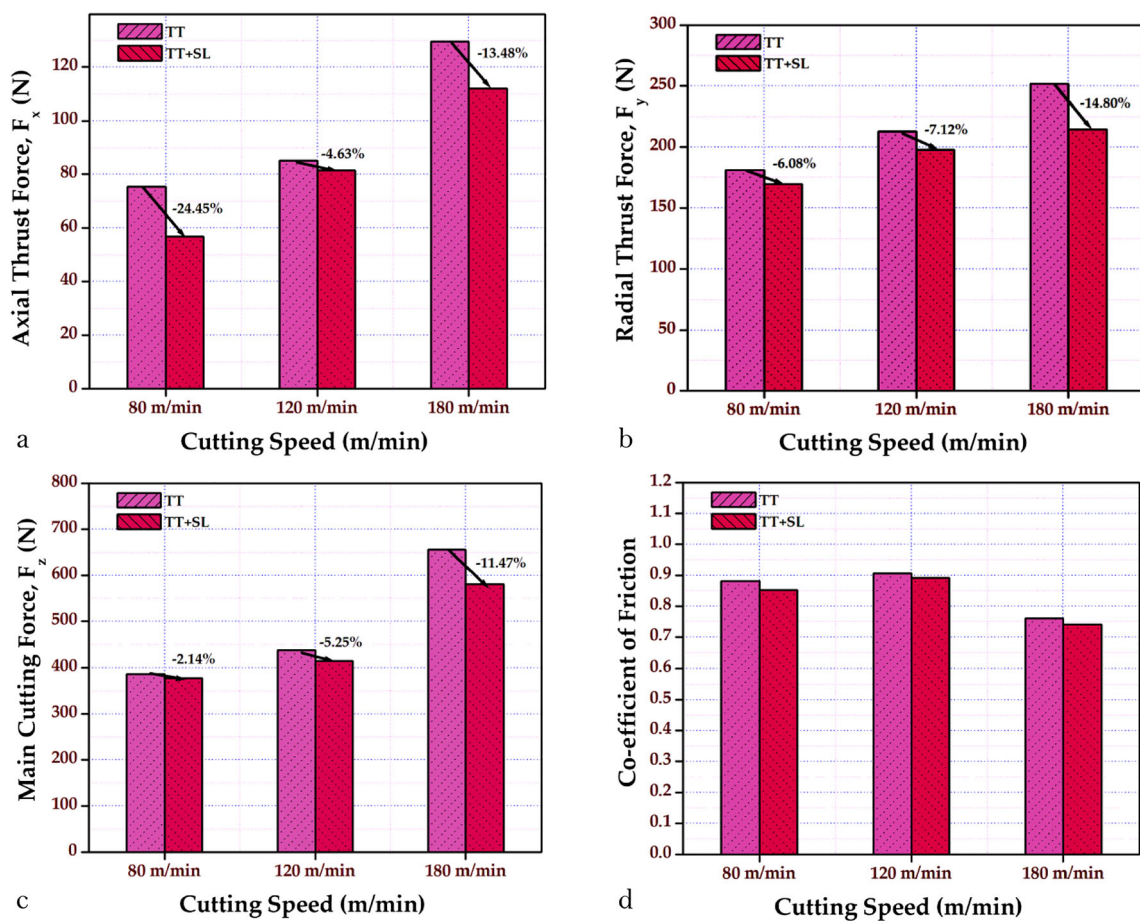 TT
TT+SL
-24.45%
-4.63%
-13.48%
120
100
80
60
40
20
0
Axial Thrust Force, Fx (N)
80 m/min 120 m/min 180 m/min
a Cutting Speed (m/min)
TT
TT+SL
-6.08%
-7.12%
-14.80%
300
250
200
150
100
50
0
Radial Thrust Force, Fy (N)
80 m/min 120 m/min 180 m/min
b Cutting Speed (m/min)
TT
TT+SL
-2.14%
-5.25%
-11.47%
800
700
600
500
400
300
200
100
0
Main Cutting Force, Fz (N)
80 m/min 120 m/min 180 m/min
c Cutting Speed (m/min)
TT
TT+SL
1.2
1.1
1.0
0.9
0.8
0.7
0.6
0.5
0.4
0.3
0.2
0.1
0.0
Co-efficient of Friction
80 m/min 120 m/min 180 m/min
d Cutting Speed (m/min)